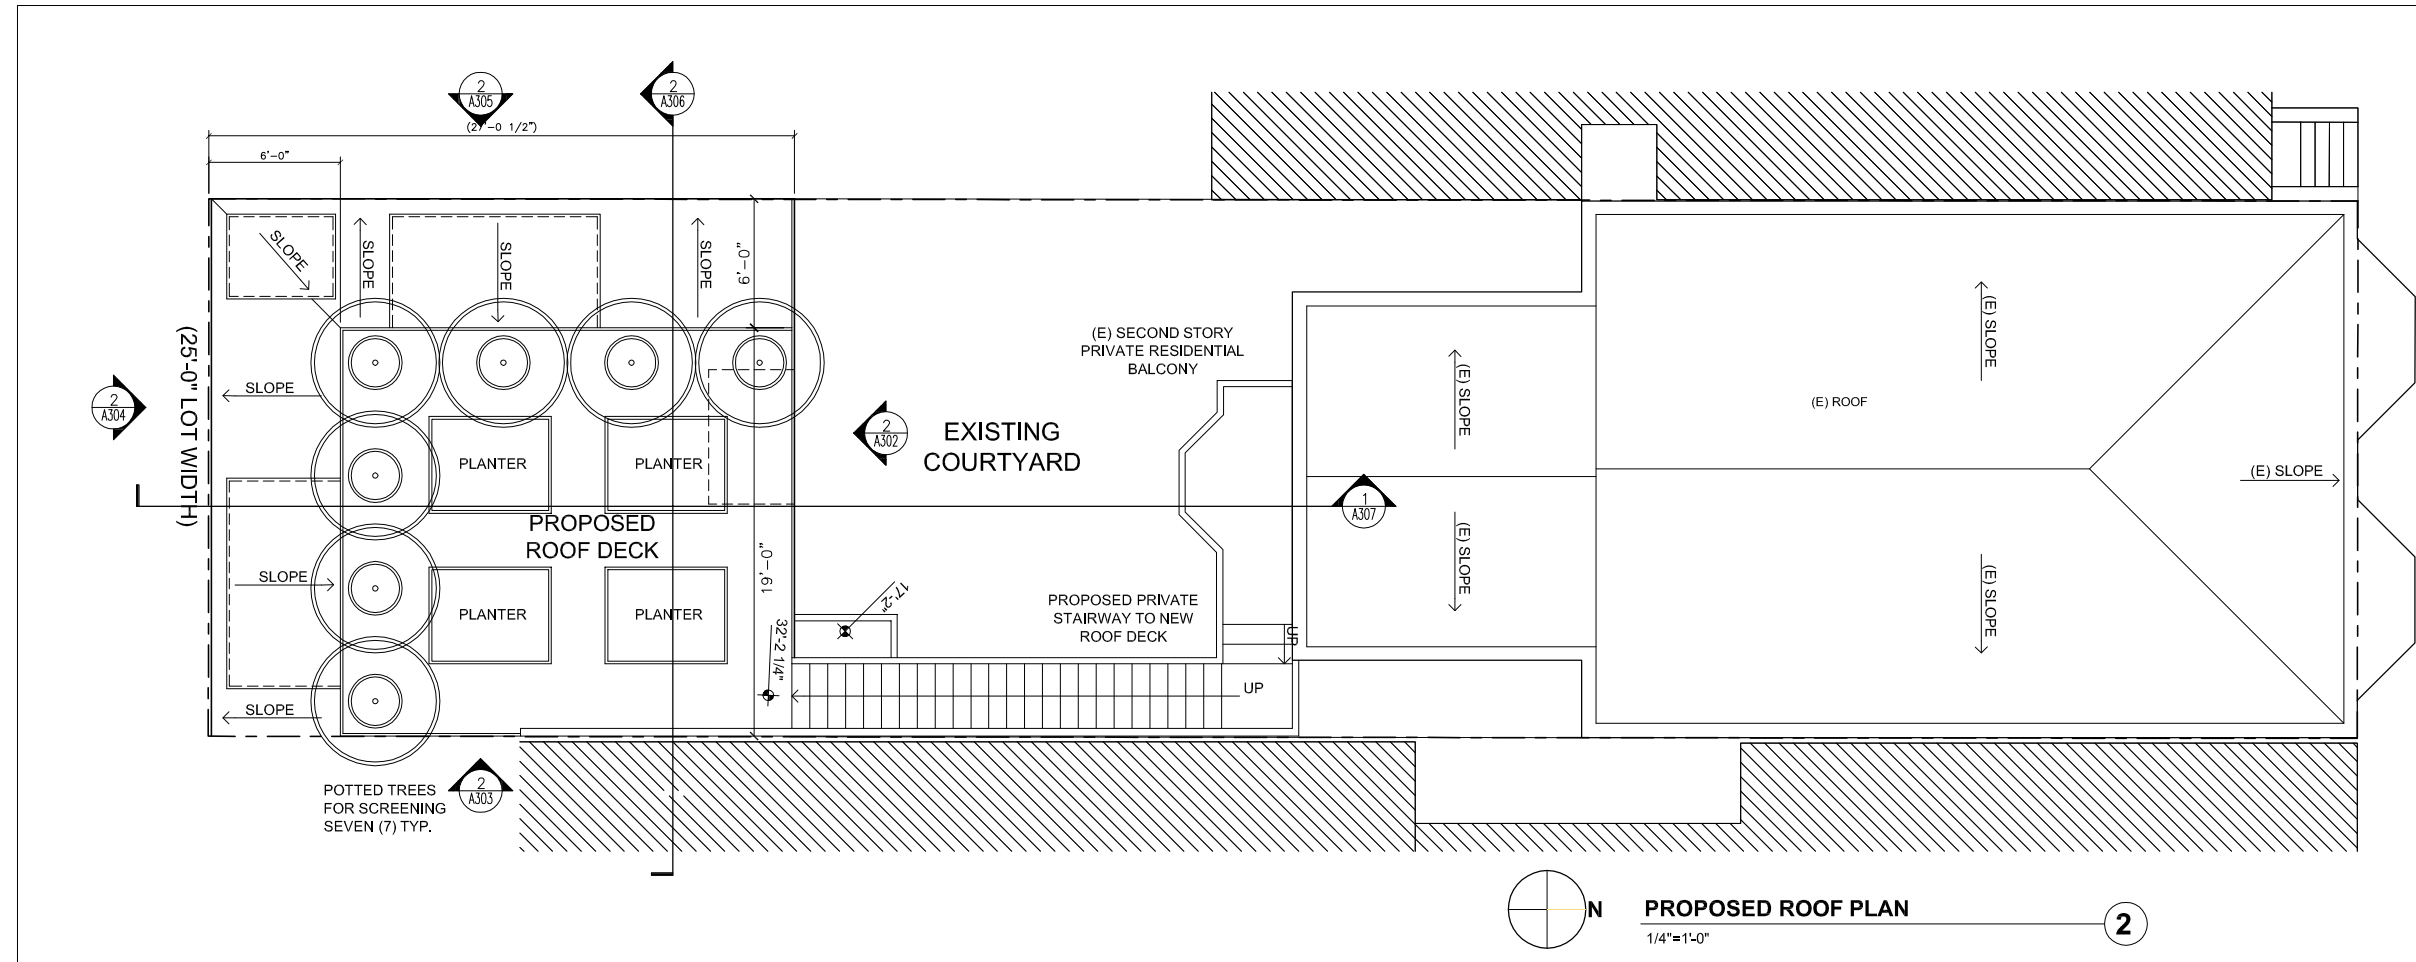 2
A305
2
A306
(27'-0 1/2")
6'-0"
SLOPE
SLOPE
SLOPE
SLOPE
6'-0"
(25'-0" LOT WIDTH)
2
A304
SLOPE
(E) SECOND STORY
PRIVATE RESIDENTIAL
BALCONY
2
A302
EXISTING
COURTYARD
(E) SLOPE
(E) SLOPE
(E) ROOF
(E) SLOPE
PLANTER
PLANTER
1
A307
PROPOSED
ROOF DECK
19'-0"
(E) SLOPE
(E) SLOPE
SLOPE
PLANTER
PLANTER
17'-2"
32'-2 1/4"
PROPOSED PRIVATE
STAIRWAY TO NEW
ROOF DECK
UP
UP
SLOPE
POTTED TREES
FOR SCREENING
SEVEN (7) TYP.
2
A303
N
PROPOSED ROOF PLAN
2
1/4"=1'-0"